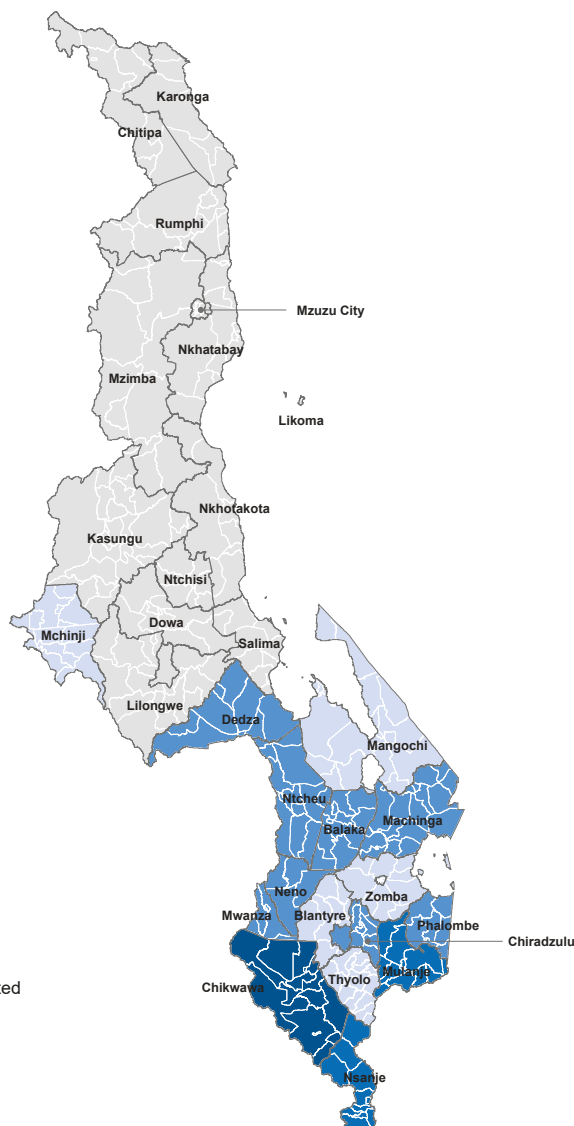 Karonga
Chitipa
Rumphi
Mzuzu City
Nkhatabay
Mzimba
Likoma
Nkhotakota
Kasungu
Ntchisi
Dowa
Mchinji
Salima
Lilongwe
Dedza
Mangochi
Ntcheu
Machinga
Balaka
Neno
Zomba
Mwanza
Blantyre
Phalombe
Chiradzulu
Mulanje
Thyolo
Chikwawa
Nsanje